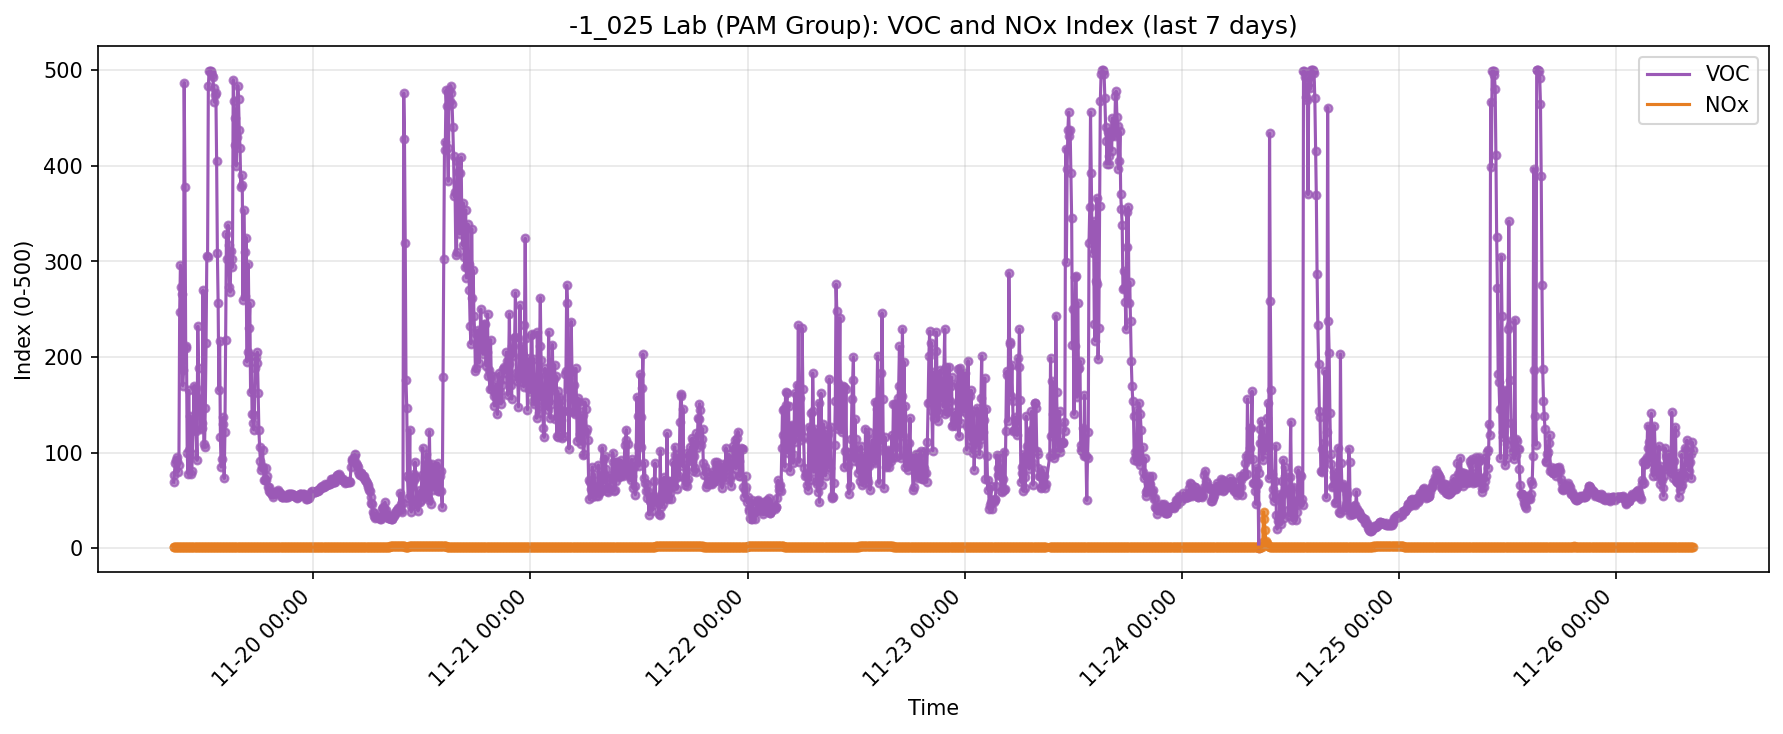 -1_025 Lab (PAM Group): VOC and NOx Index (last 7 days)
VOC
NOx
Index (0-500)
500
400
300
200
100
0
11-20 00:00
11-21 00:00
11-22 00:00
11-23 00:00
11-24 00:00
11-25 00:00
11-26 00:00
Time